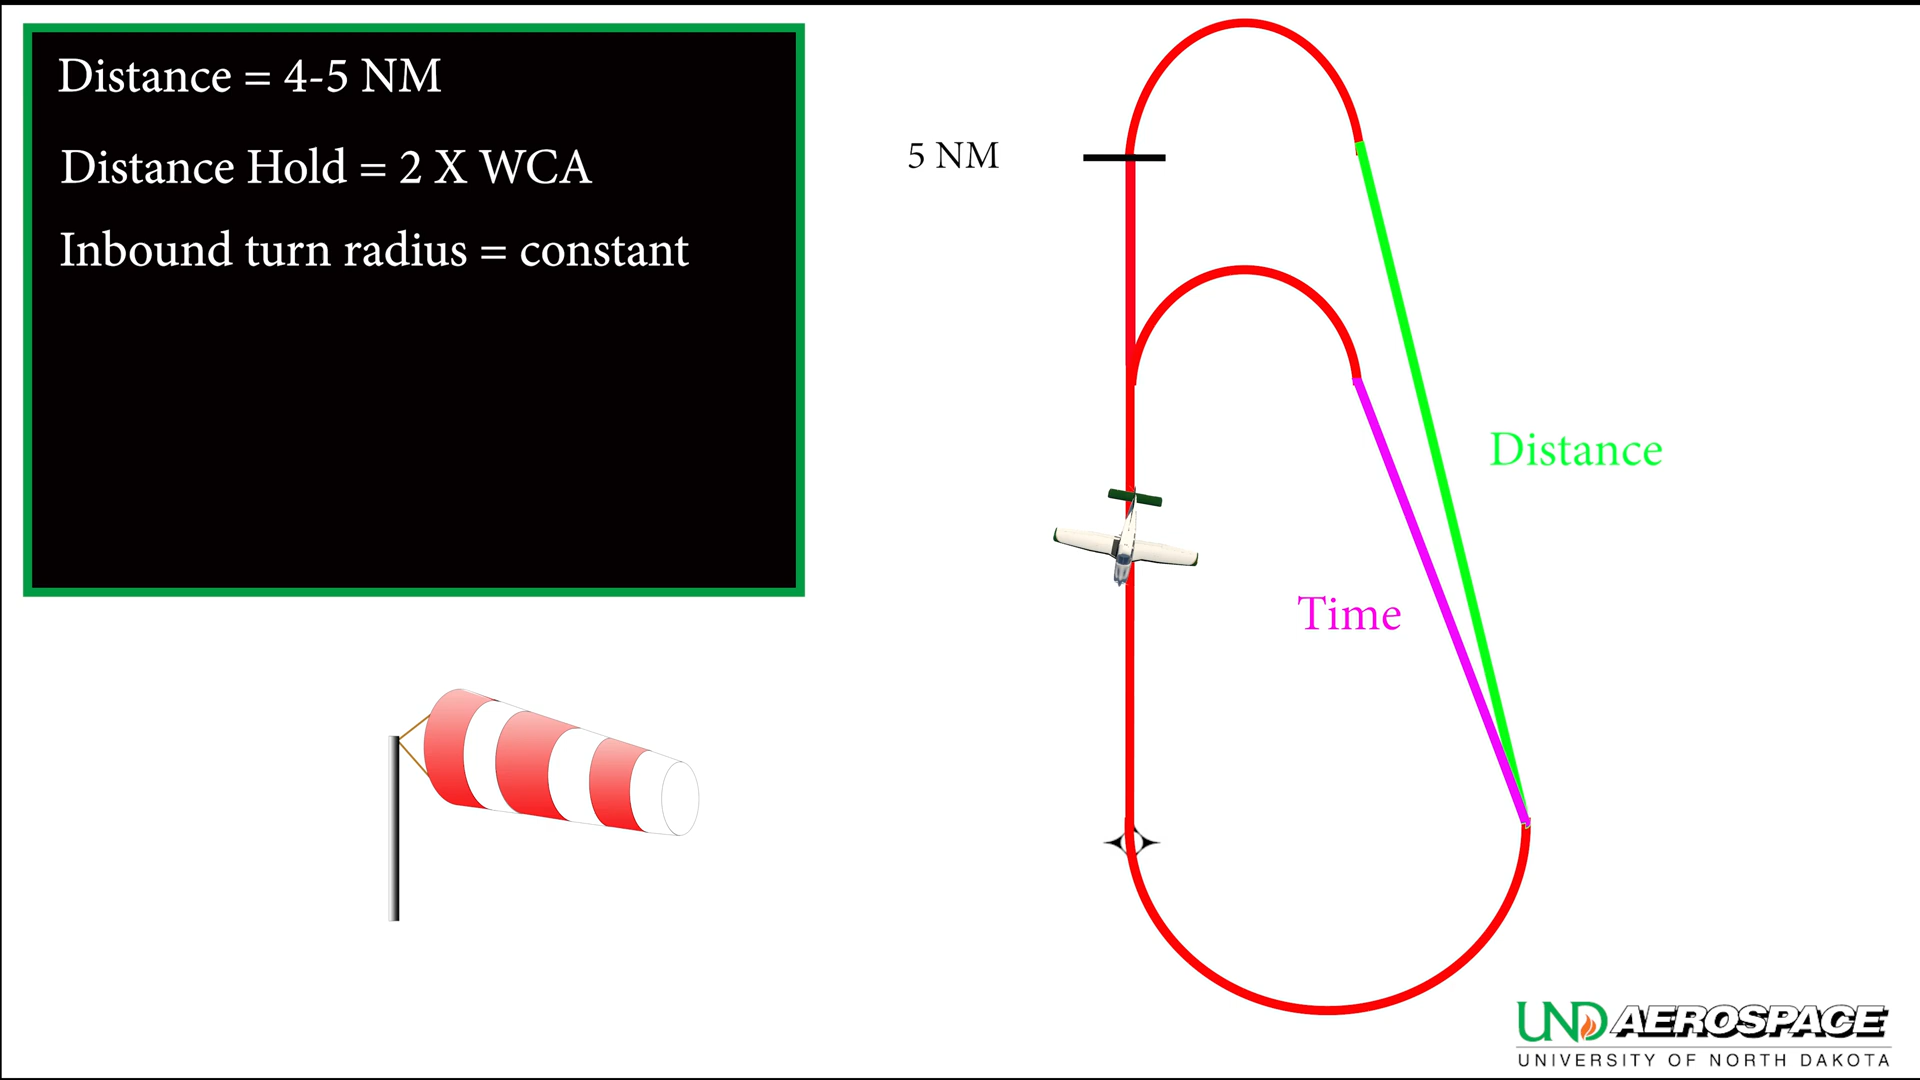 Distance = 4-5 NM
Distance Hold = 2 X WCA
Inbound turn radius = constant
5 NM
Distance
Time
UND AEROSPACE
UNIVERSITY OF NORTH DAKOTA